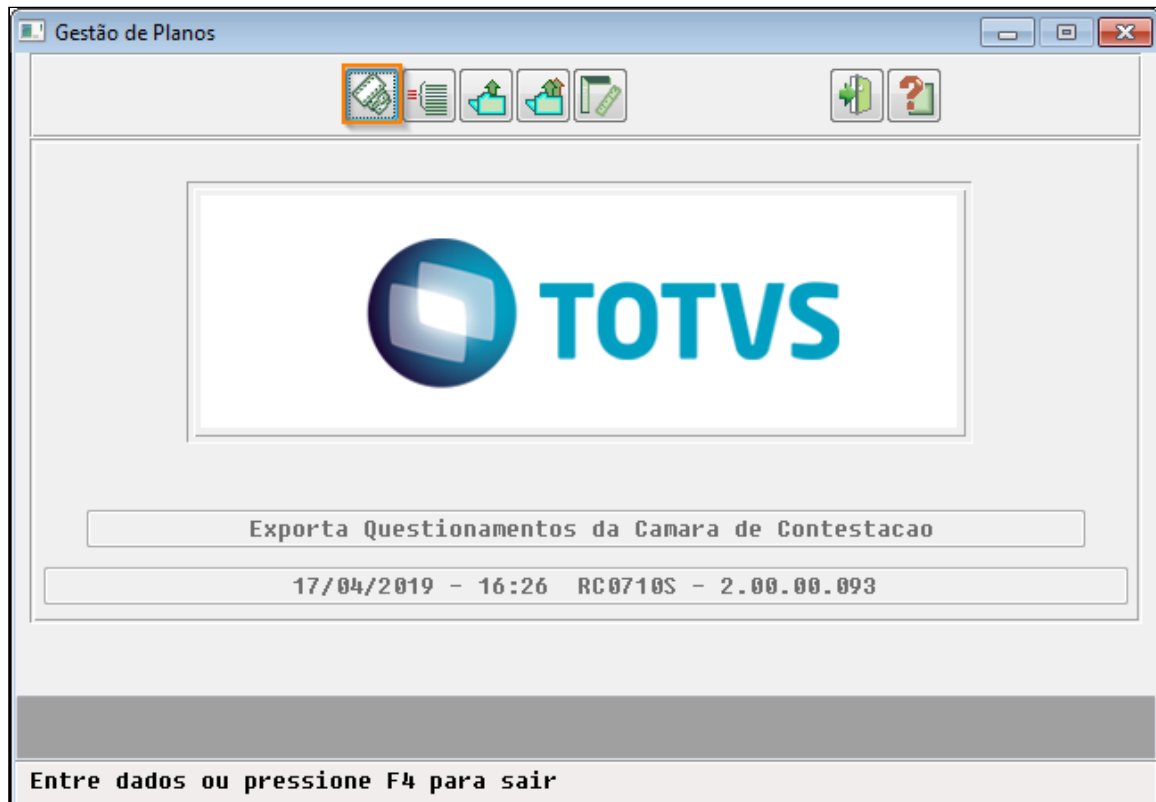 Gestão de Planos
TOTVS
Exporta Questionamentos da Camara de Contestacao
17/04/2019 - 16:26 RC0710S - 2.00.00.093
Entre dados ou pressione F4 para sair